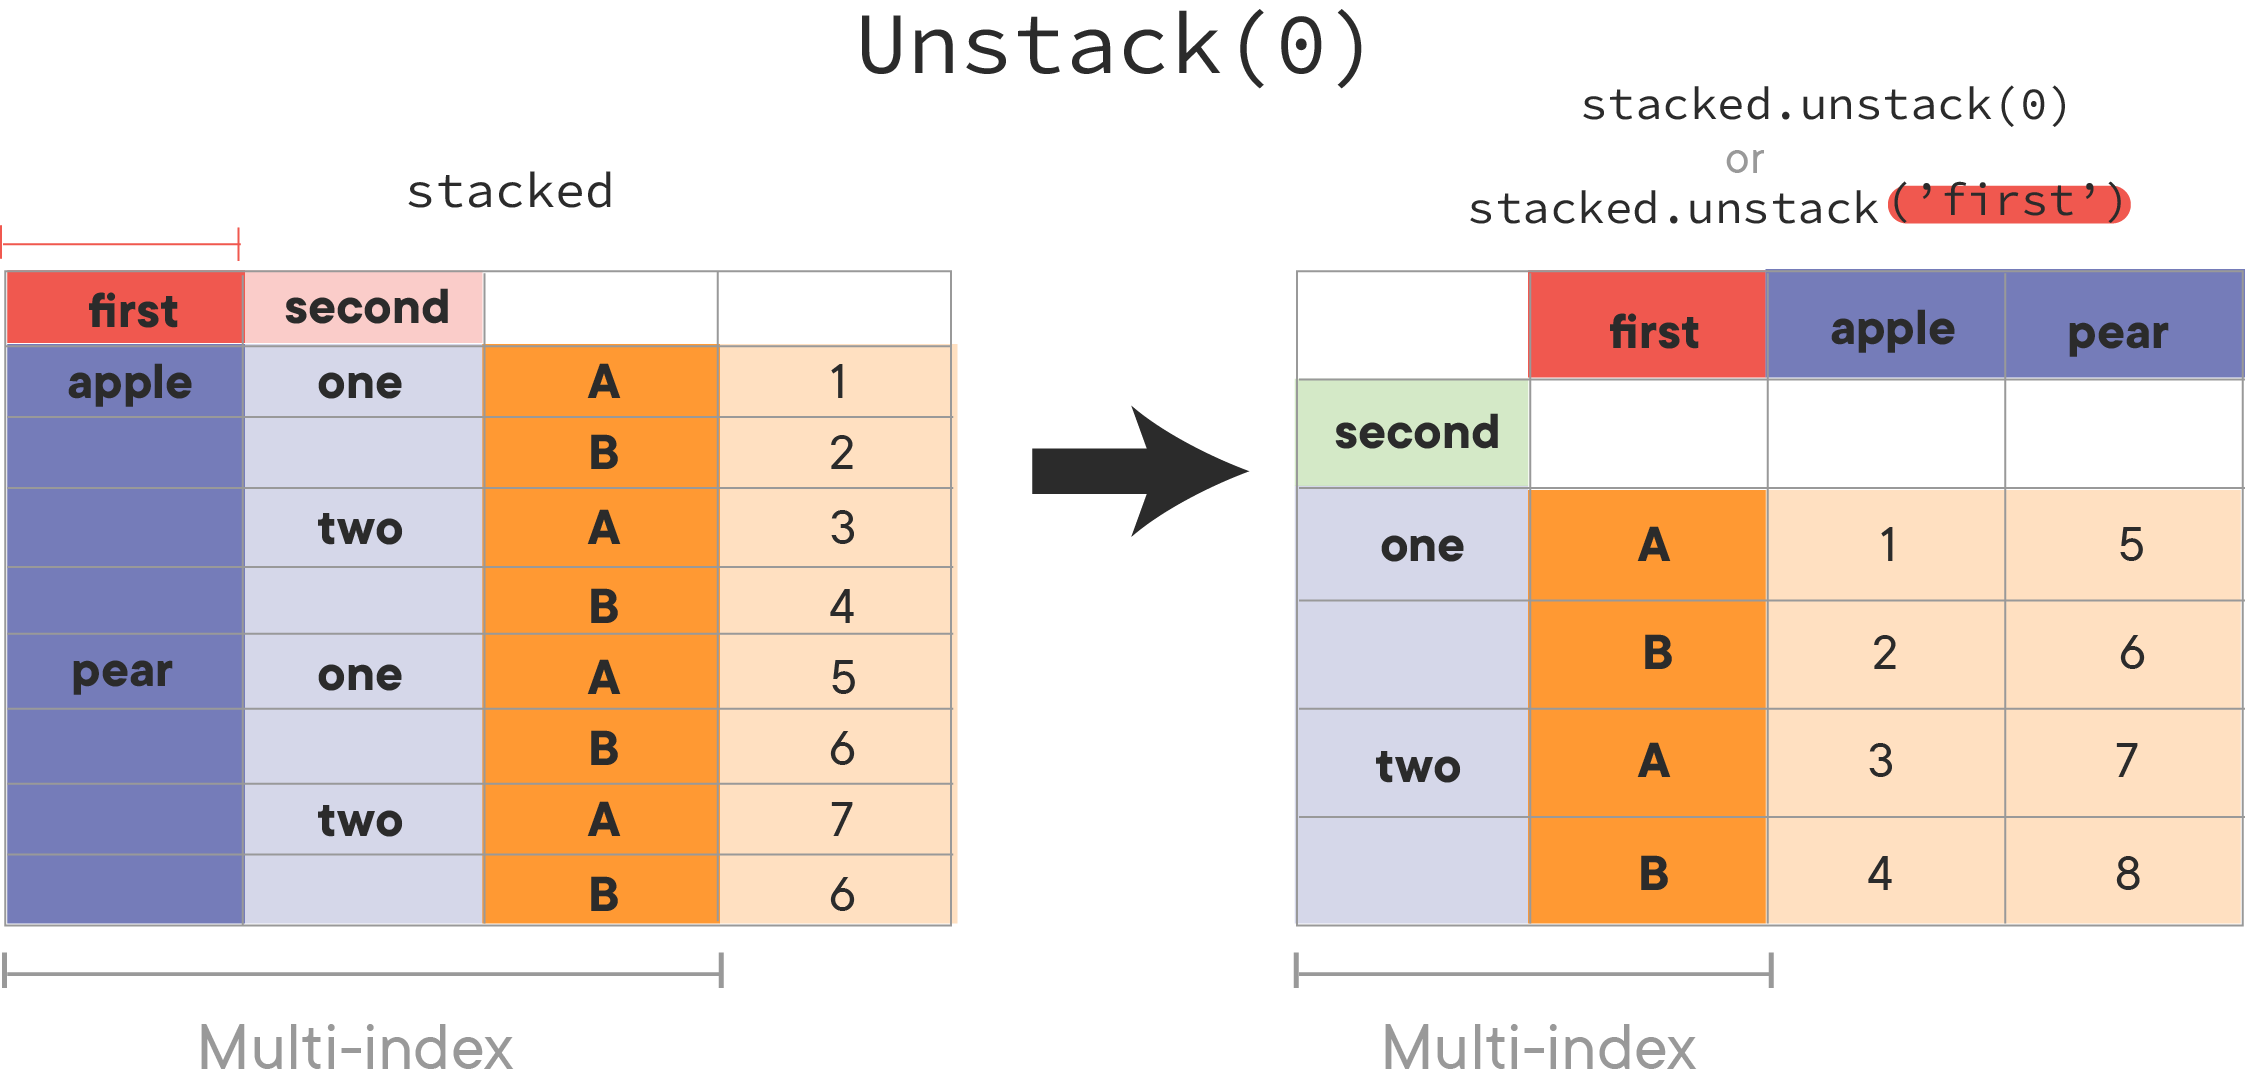 Unstack(0)
stacked.unstack(0)
or
stacked.unstack(’first’)
stacked
first second
apple one A 1
B 2
two A 3
B 4
pear one A 5
B 6
two A 7
B 6
Multi-index
first apple pear
second
one A 1 5
B 2 6
two A 3 7
B 4 8
Multi-index